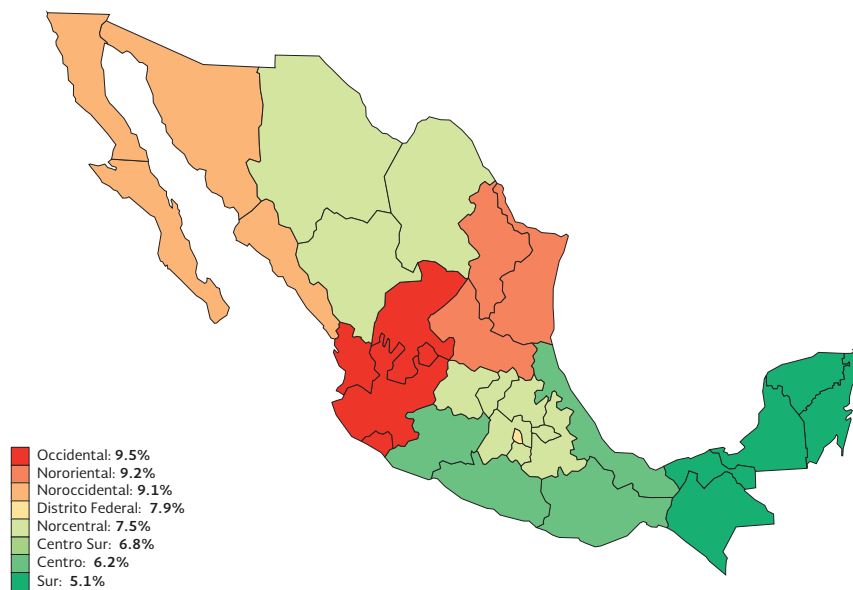 Occidental: 9.5%
Nororiental: 9.2%
Noroccidental: 9.1%
Distrito Federal: 7.9%
Norcentral: 7.5%
Centro Sur: 6.8%
Centro: 6.2%
Sur: 5.1%